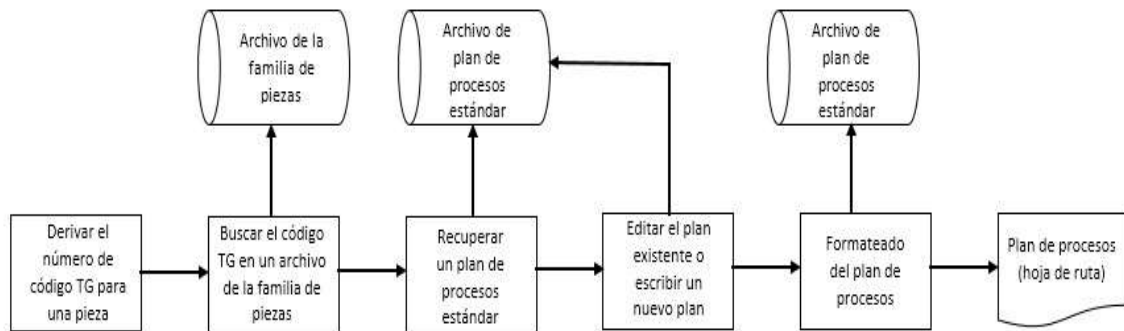 Archivo de la
familia de
piezas
Archivo de
plan de
procesos
estándar
Archivo de
plan de
procesos
estándar
Derivar el
número de
código TG para
una pieza
Buscar el código
TG en un archivo
de la familia de
piezas
Recuperar
un plan de
procesos
estándar
Editar el plan
existente o
escribir un
nuevo plan
Formateado
del plan de
procesos
Plan de procesos
(hoja de ruta)